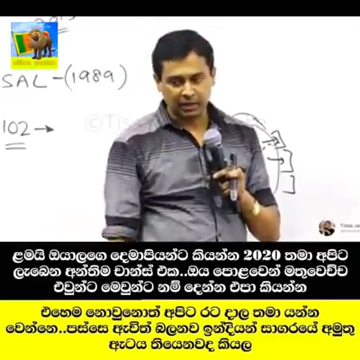 2015
SAL - (1989)
102 →
ළමයි ඔයාලගෙ දෙමාපියන්ට කියන්න 2020 තමා අපිට
ලැබෙන අන්තිම චාන්ස් එක..ඔය පොළවෙන් මතුවෙච්ච
එවුන්ට මෙවුන්ට නම් දෙන්න එපා කියන්න
එහෙම නොවුනොත් අපිට රට දාල තමා යන්න
වෙන්නෙ..පස්සෙ ඇවිත් බලනව ඉන්දියන් සාගරයේ අමුතු
ඇටය තියෙනවද කියල